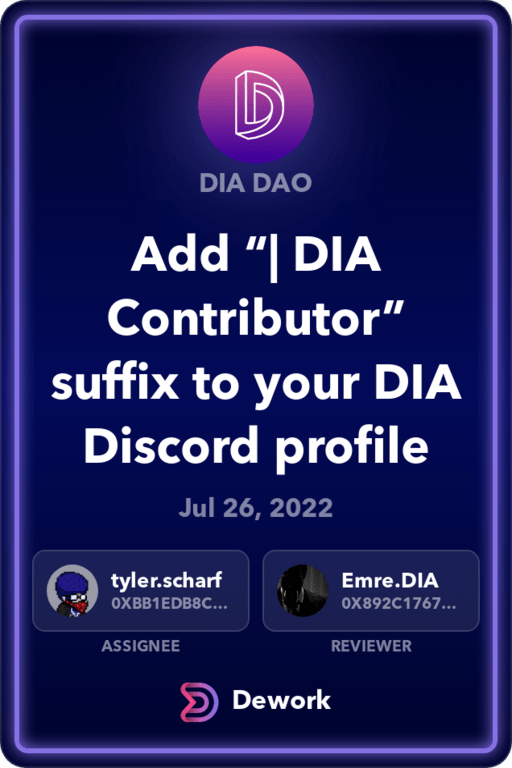 DIA DAO
Add “| DIA
Contributor”
suffix to your DIA
Discord profile
Jul 26, 2022
tyler.scharf
0XBB1EDB8C...
Emre.DIA
0X892C1767...
ASSIGNEE
REVIEWER
Dework